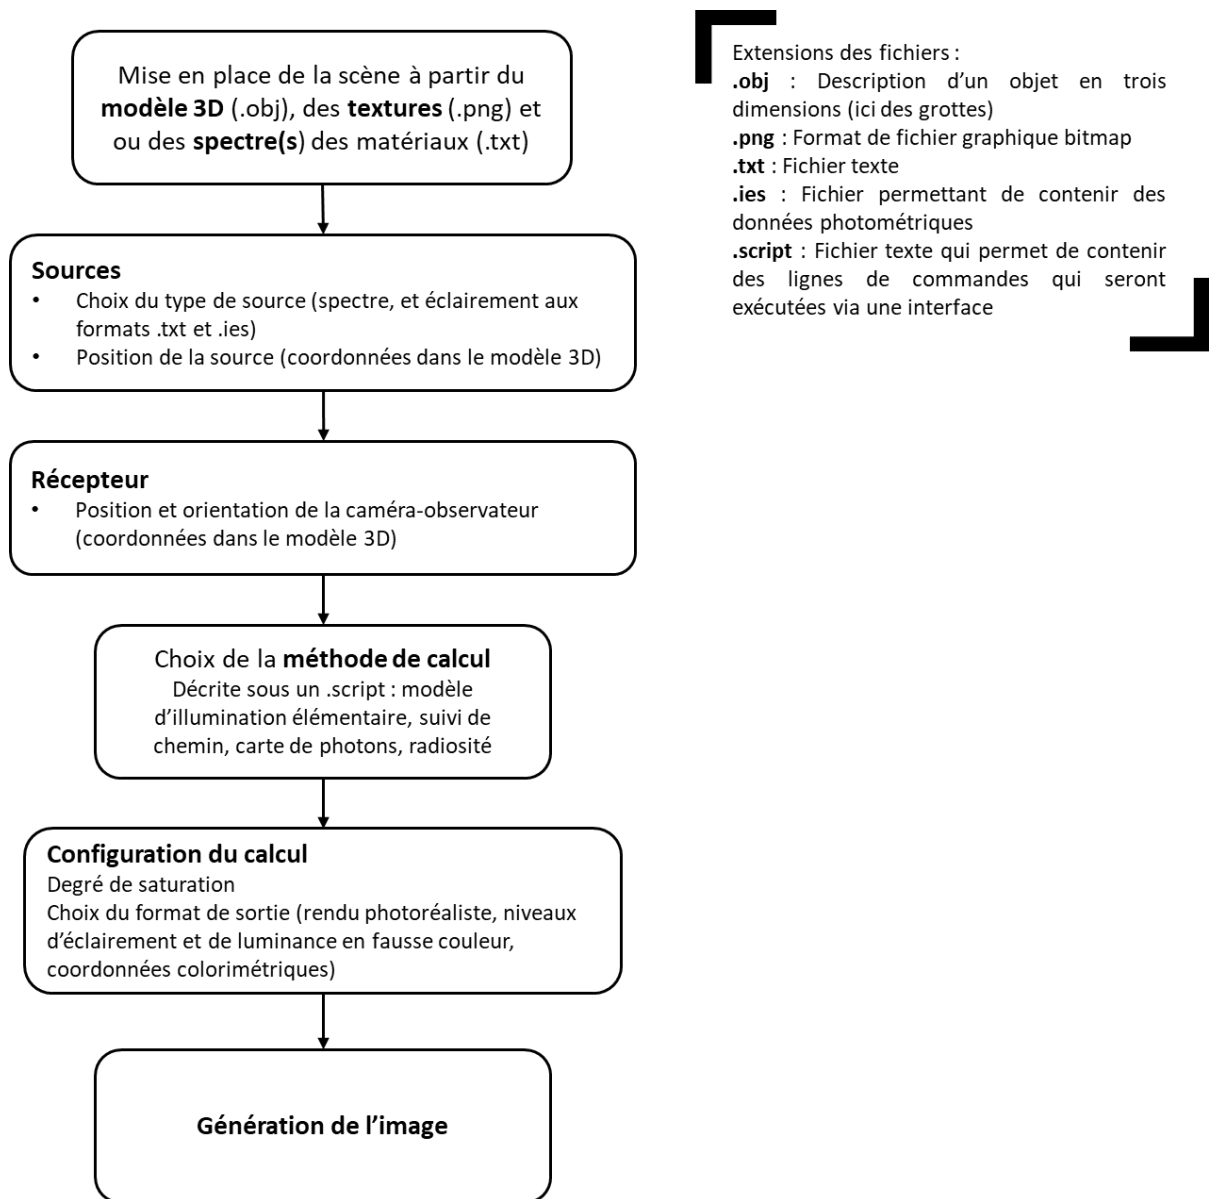 Mise en place de la scène à partir du
modèle 3D (.obj), des textures (.png) et
ou des spectre(s) des matériaux (.txt)
Sources
• Choix du type de source (spectre, et éclairement aux
formats .txt et .ies)
• Position de la source (coordonnées dans le modèle 3D)
Récepteur
• Position et orientation de la caméra-observateur
(coordonnées dans le modèle 3D)
Choix de la méthode de calcul
Décrite sous un .script : modèle
d’illumination élémentaire, suivi de
chemin, carte de photons, radiosité
Configuration du calcul
Degré de saturation
Choix du format de sortie (rendu photoréaliste, niveaux
d’éclairement et de luminance en fausse couleur,
coordonnées colorimétriques)
Génération de l’image
Extensions des fichiers :
.obj : Description d’un objet en trois
dimensions (ici des grottes)
.png : Format de fichier graphique bitmap
.txt : Fichier texte
.ies : Fichier permettant de contenir des
données photométriques
.script : Fichier texte qui permet de contenir
des lignes de commandes qui seront
exécutées via une interface